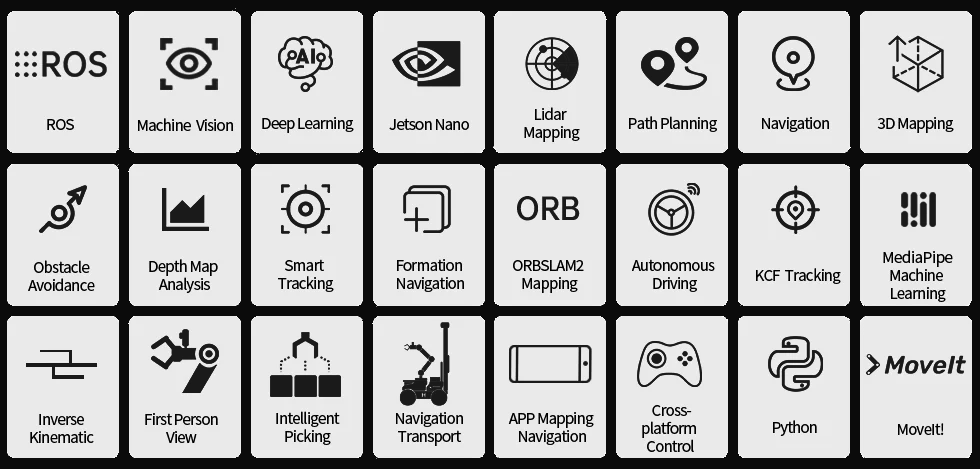 ROS
ROS
Machine Vision
AI
Deep Learning
Jetson Nano
Lidar
Mapping
Path Planning
Navigation
3D Mapping
Obstacle
Avoidance
Depth Map
Analysis
Smart
Tracking
Formation
Navigation
ORB
ORBSLAM2
Mapping
Autonomous
Driving
KCF Tracking
MediaPipe
Machine
Learning
Inverse
Kinematic
First Person
View
Intelligent
Picking
Navigation
Transport
APP Mapping
Navigation
Cross-
platform
Control
Python
MoveIt
MoveIt!